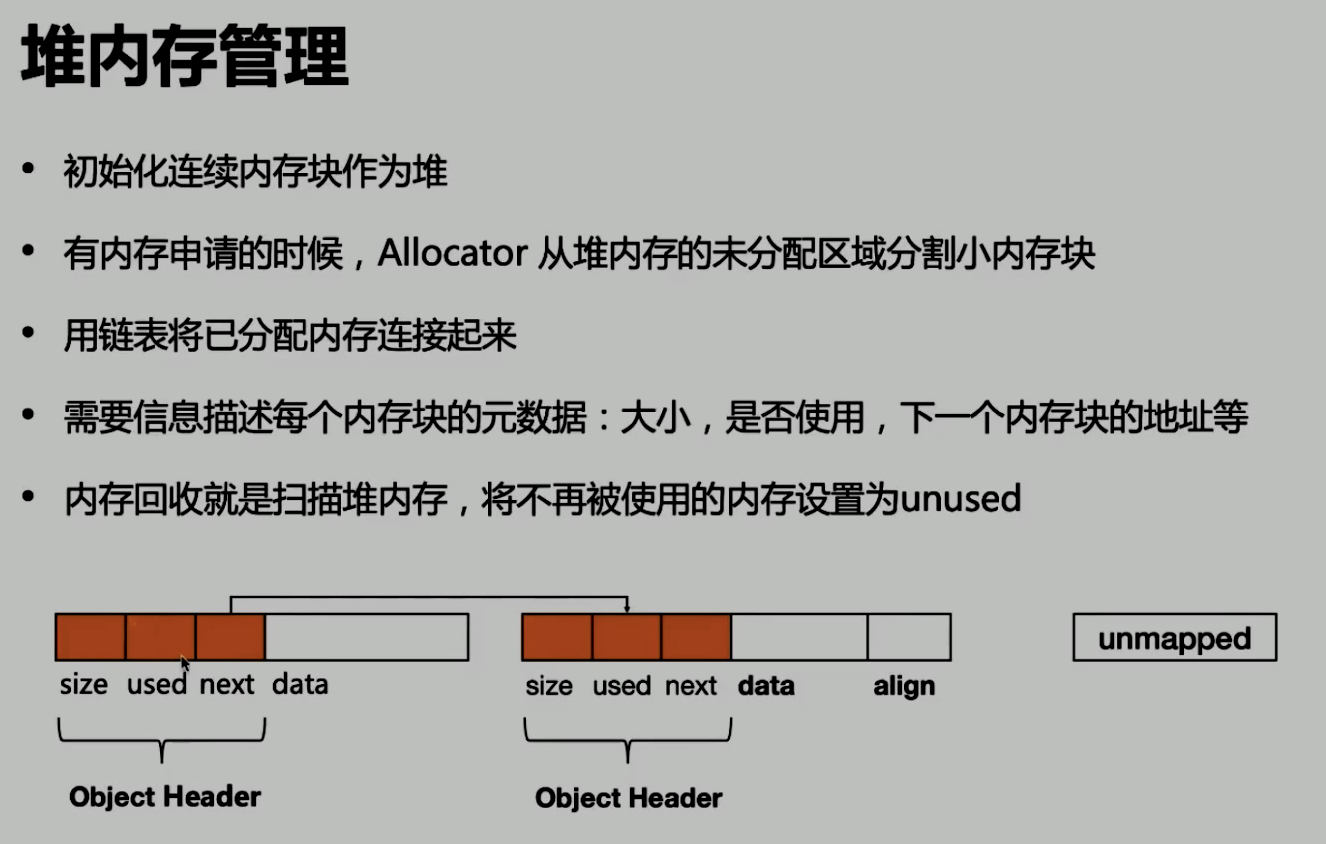 堆内存管理
• 初始化连续内存块作为堆
• 有内存申请的时候，Allocator 从堆内存的未分配区域分割小内存块
• 用链表将已分配内存连接起来
• 需要信息描述每个内存块的元数据：大小，是否使用，下一个内存块的地址等
• 内存回收就是扫描堆内存，将不再被使用的内存设置为unused
unmapped
size used next data size used next data align
Object Header Object Header